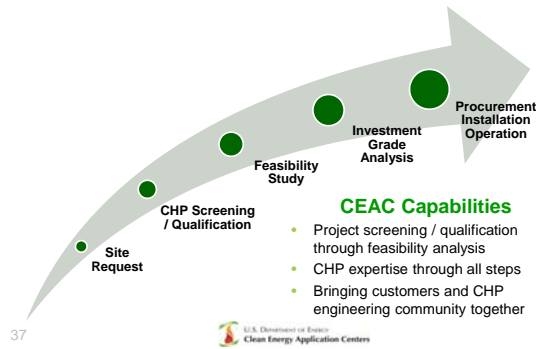 Procurement
Installation
Operation
Investment
Grade
Analysis
Feasibility
Study
CHP Screening
/ Qualification
Site
Request
CEAC Capabilities
• Project screening / qualification
through feasibility analysis
• CHP expertise through all steps
• Bringing customers and CHP
engineering community together
37
U.S. Department of Energy
Clean Energy Application Centers